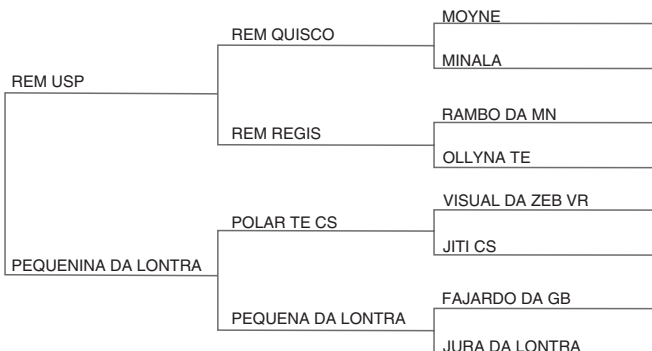 MOYNE
REM QUISCO
MINALA
REM USP
RAMBO DA MN
REM REGIS
OLLYNA TE
VISUAL DA ZEB VR
POLAR TE CS
JITI CS
PEQUENINA DA LONTRA
FAJARDO DA GB
PEQUENA DA LONTRA
JURA DA LONTRA